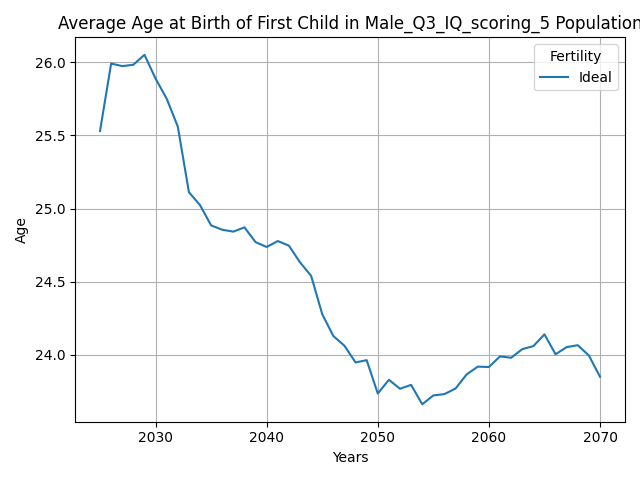 Average Age at Birth of First Child in Male_Q3_IQ_scoring_5 Population
Fertility
Ideal
26.0
25.5
25.0
24.5
24.0
Age
2030
2040
2050
2060
2070
Years